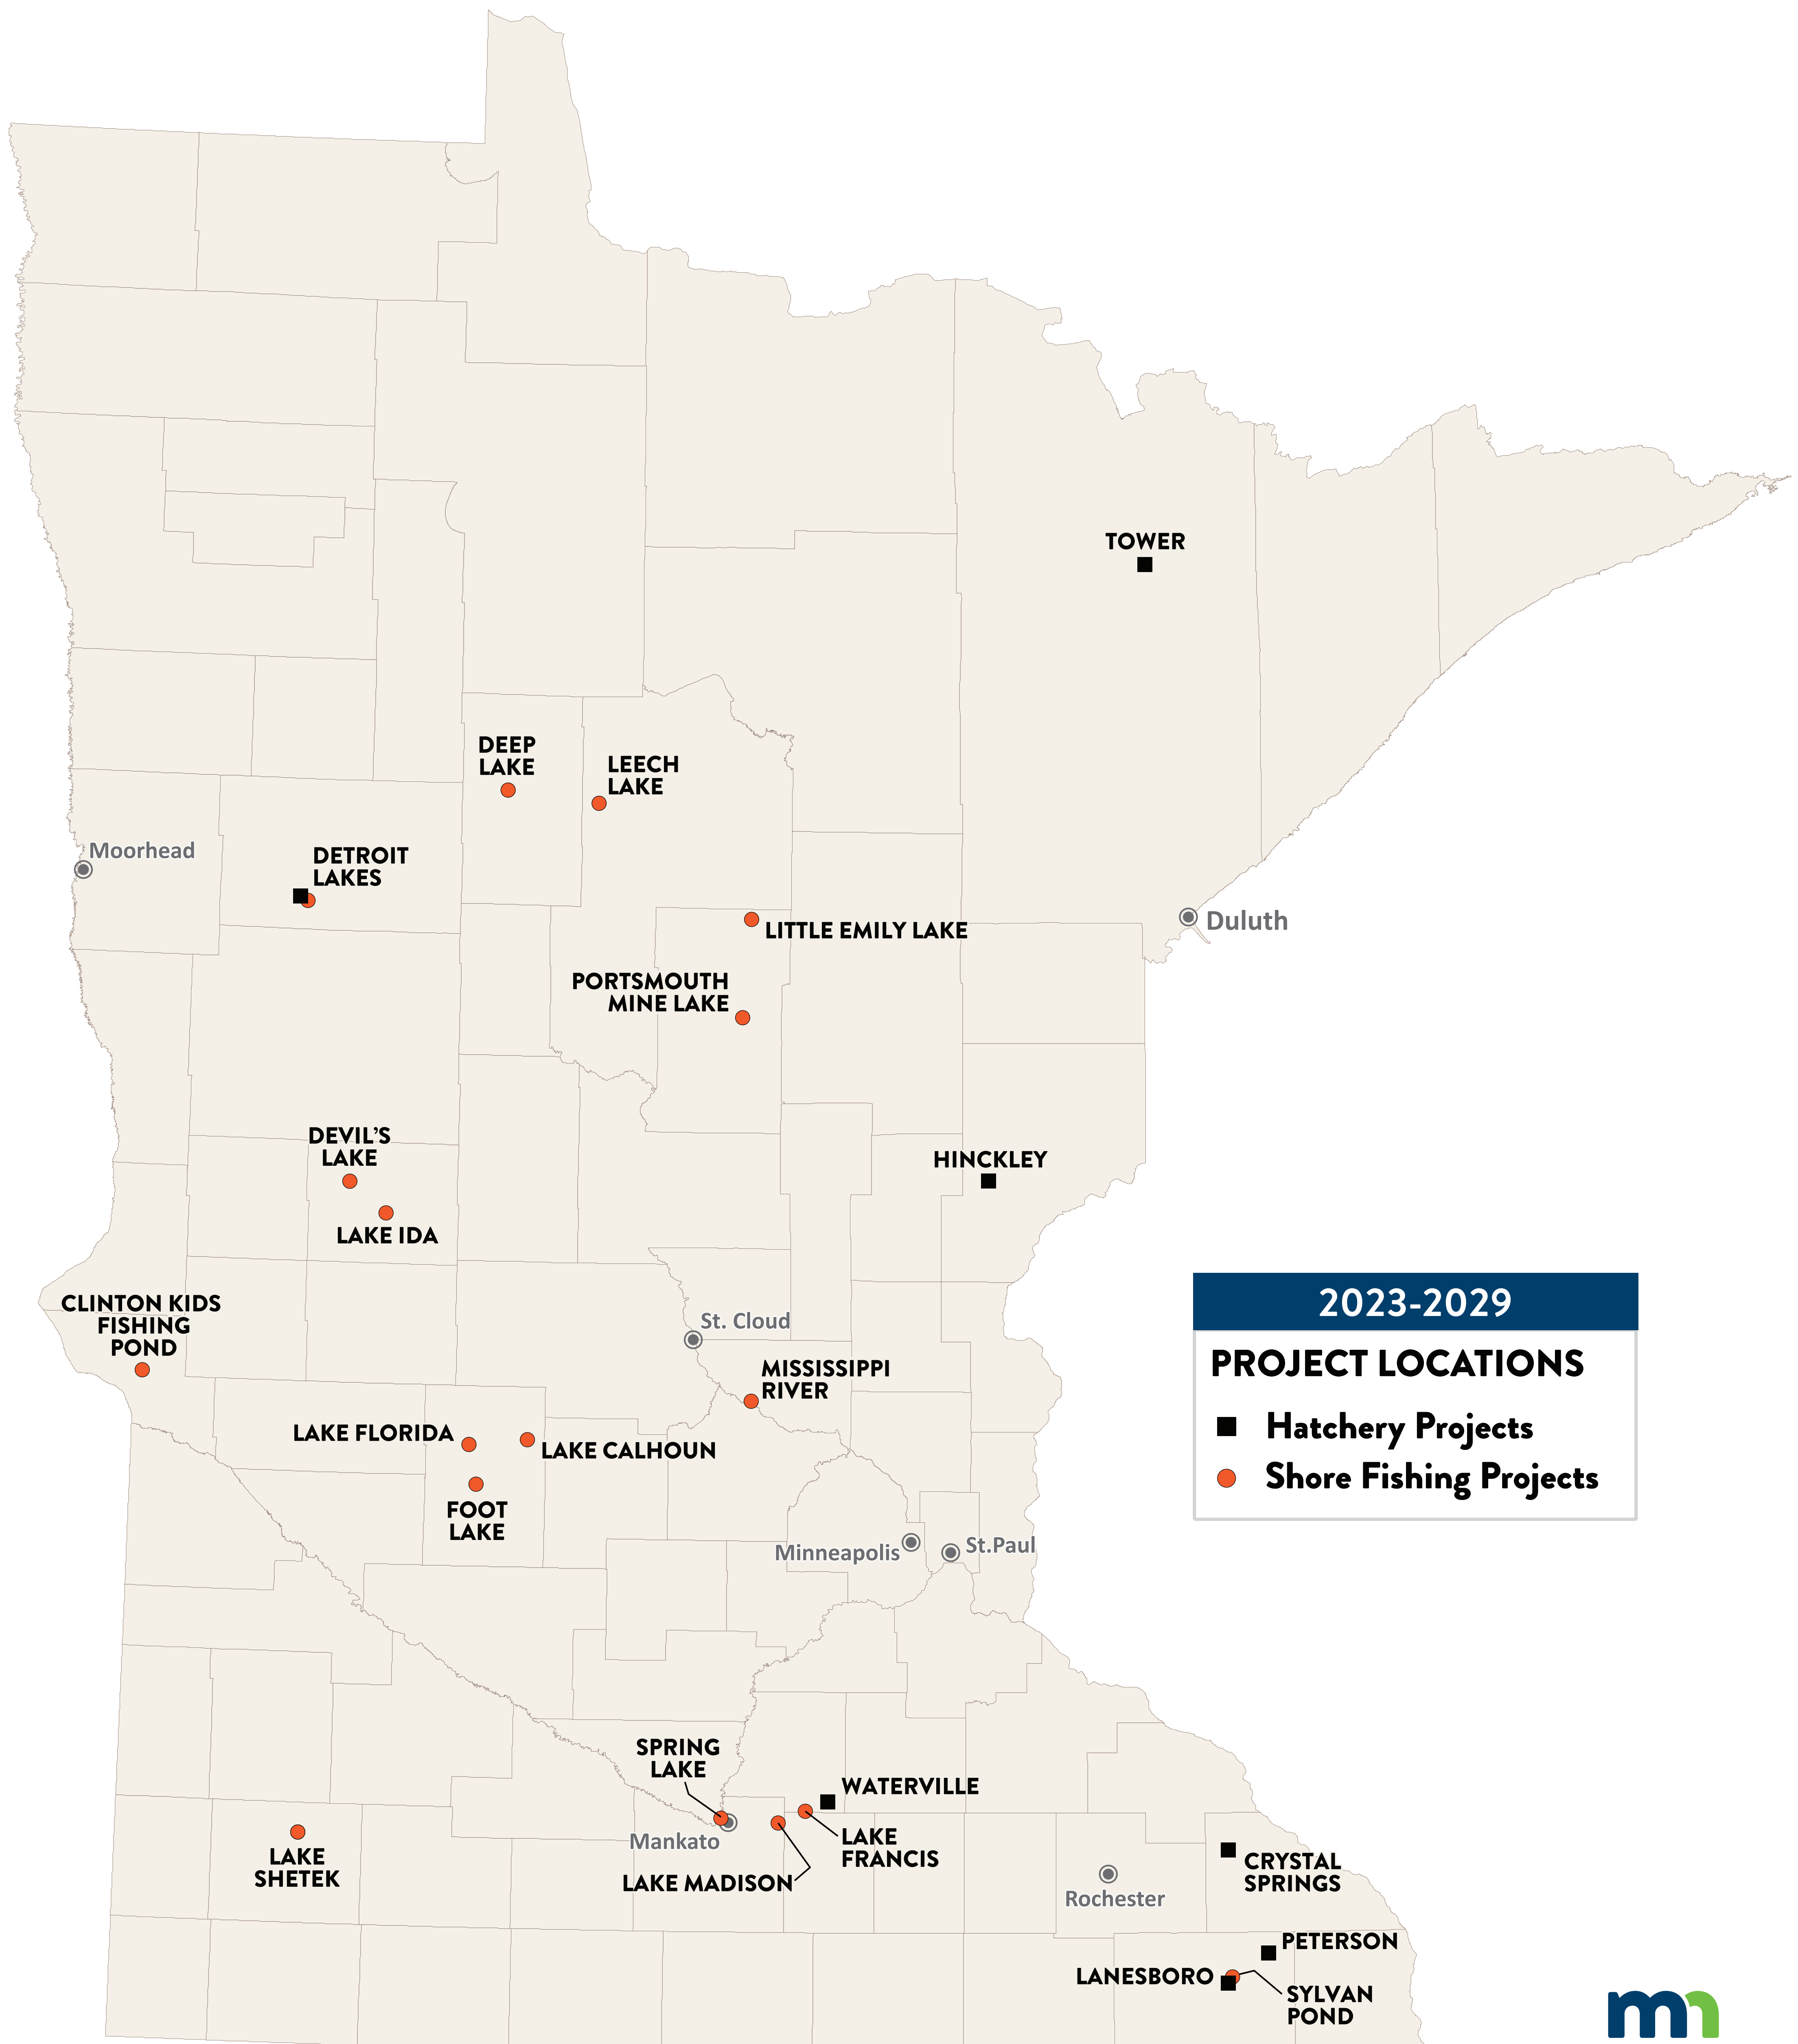 TOWER
DEEP
LAKE
LEECH
LAKE
Moorhead
DETROIT
LAKES
LITTLE EMILY LAKE
Duluth
PORTSMOUTH
MINE LAKE
DEVIL'S
LAKE
LAKE IDA
HINCKLEY
CLINTON KIDS
FISHING
POND
St. Cloud
MISSISSIPPI
RIVER
LAKE FLORIDA
LAKE CALHOUN
FOOT
LAKE
Minneapolis
St.Paul
2023-2029
PROJECT LOCATIONS
Hatchery Projects
Shore Fishing Projects
SPRING
LAKE
WATERVILLE
Mankato
LAKE
FRANCIS
LAKE MADISON
LAKE
SHETEK
CRYSTAL
SPRINGS
Rochester
PETERSON
LANESBORO
SYLVAN
POND
mn